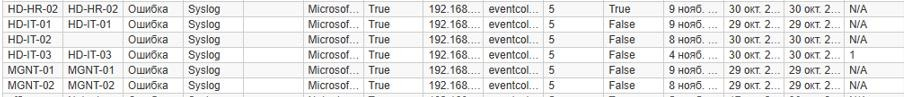 HD-HR-02 HD-HR-02 Ошибка Syslog Microsof... True 192.168.... eventcol... 5 True 9 нояб. ... 30 окт. 2... 30 окт. 2... N/A
HD-IT-01 HD-IT-01 Ошибка Syslog Microsof... True 192.168.... eventcol... 5 False 9 нояб. ... 29 окт. 2... 29 окт. 2... N/A
HD-IT-02 Ошибка Syslog Microsof... True 192.168.... eventcol... 5 False 8 нояб. ... 30 окт. 2... 30 окт. 2... N/A
HD-IT-03 HD-IT-03 Ошибка Syslog Microsof... True 192.168.... eventcol... 5 False 4 нояб. ... 30 окт. 2... 30 окт. 2... 1
MGNT-01 MGNT-01 Ошибка Syslog Microsof... True 192.168.... eventcol... 5 False 9 нояб. ... 29 окт. 2... 29 окт. 2... N/A
MGNT-02 MGNT-02 Ошибка Syslog Microsof... True 192.168.... eventcol... 5 False 8 нояб. ... 29 окт. 2... 29 окт. 2... N/A